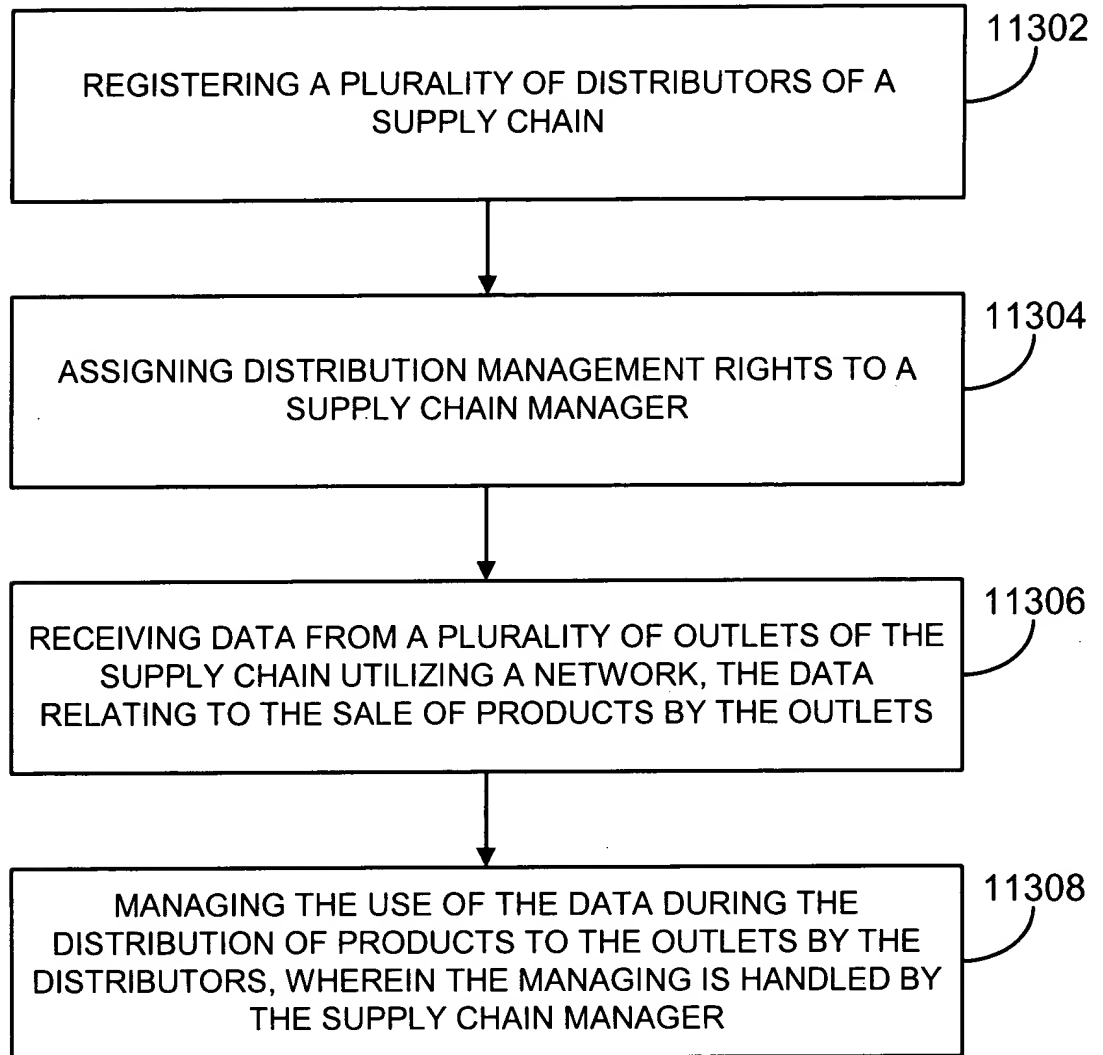 11302
REGISTERING A PLURALITY OF DISTRIBUTORS OF A
SUPPLY CHAIN
11304
ASSIGNING DISTRIBUTION MANAGEMENT RIGHTS TO A
SUPPLY CHAIN MANAGER
11306
RECEIVING DATA FROM A PLURALITY OF OUTLETS OF THE
SUPPLY CHAIN UTILIZING A NETWORK, THE DATA
RELATING TO THE SALE OF PRODUCTS BY THE OUTLETS
11308
MANAGING THE USE OF THE DATA DURING THE
DISTRIBUTION OF PRODUCTS TO THE OUTLETS BY THE
DISTRIBUTORS, WHEREIN THE MANAGING IS HANDLED BY
THE SUPPLY CHAIN MANAGER